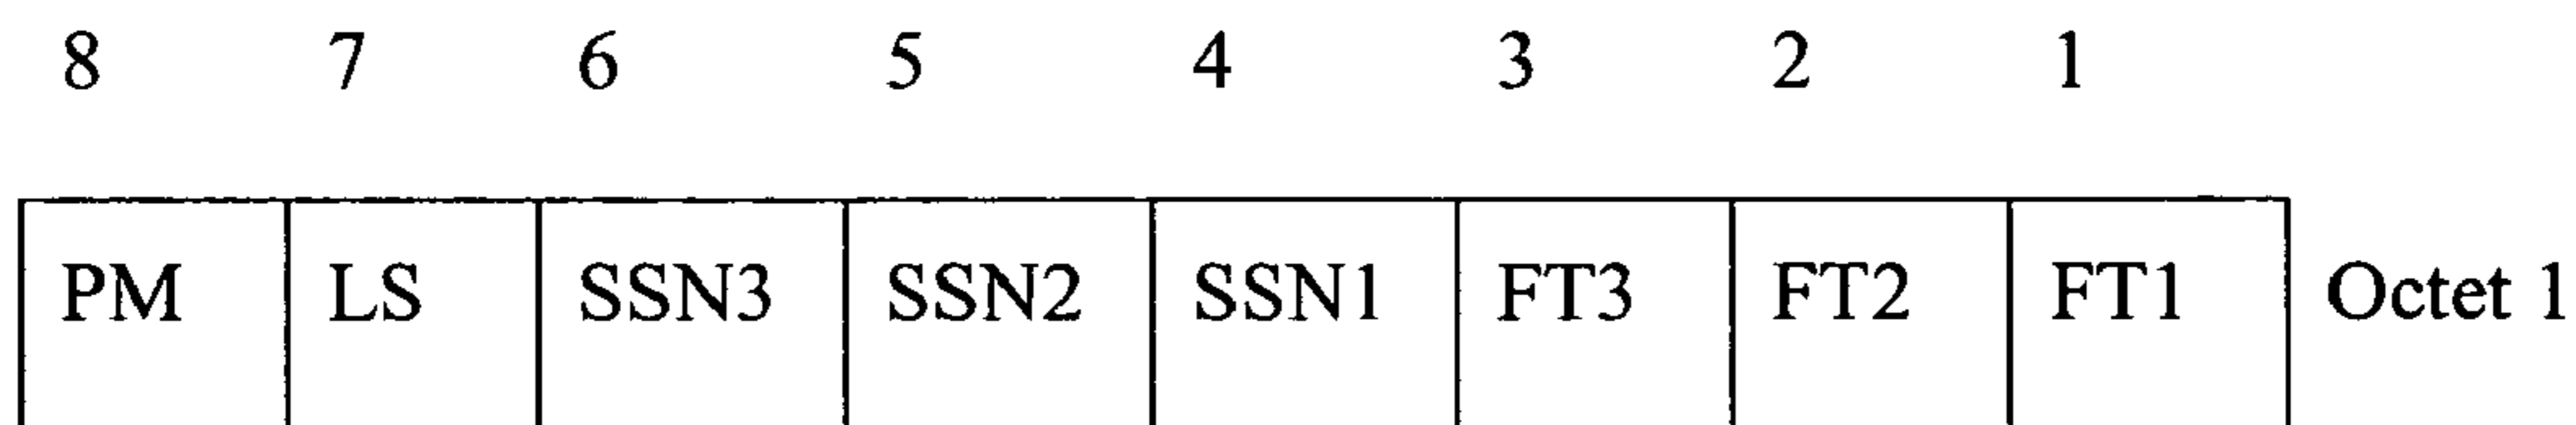 8 7 6 5 4 3 2 1
PM LS SSN3 SSN2 SSN1 FT3 FT2 FT1 Octet 1